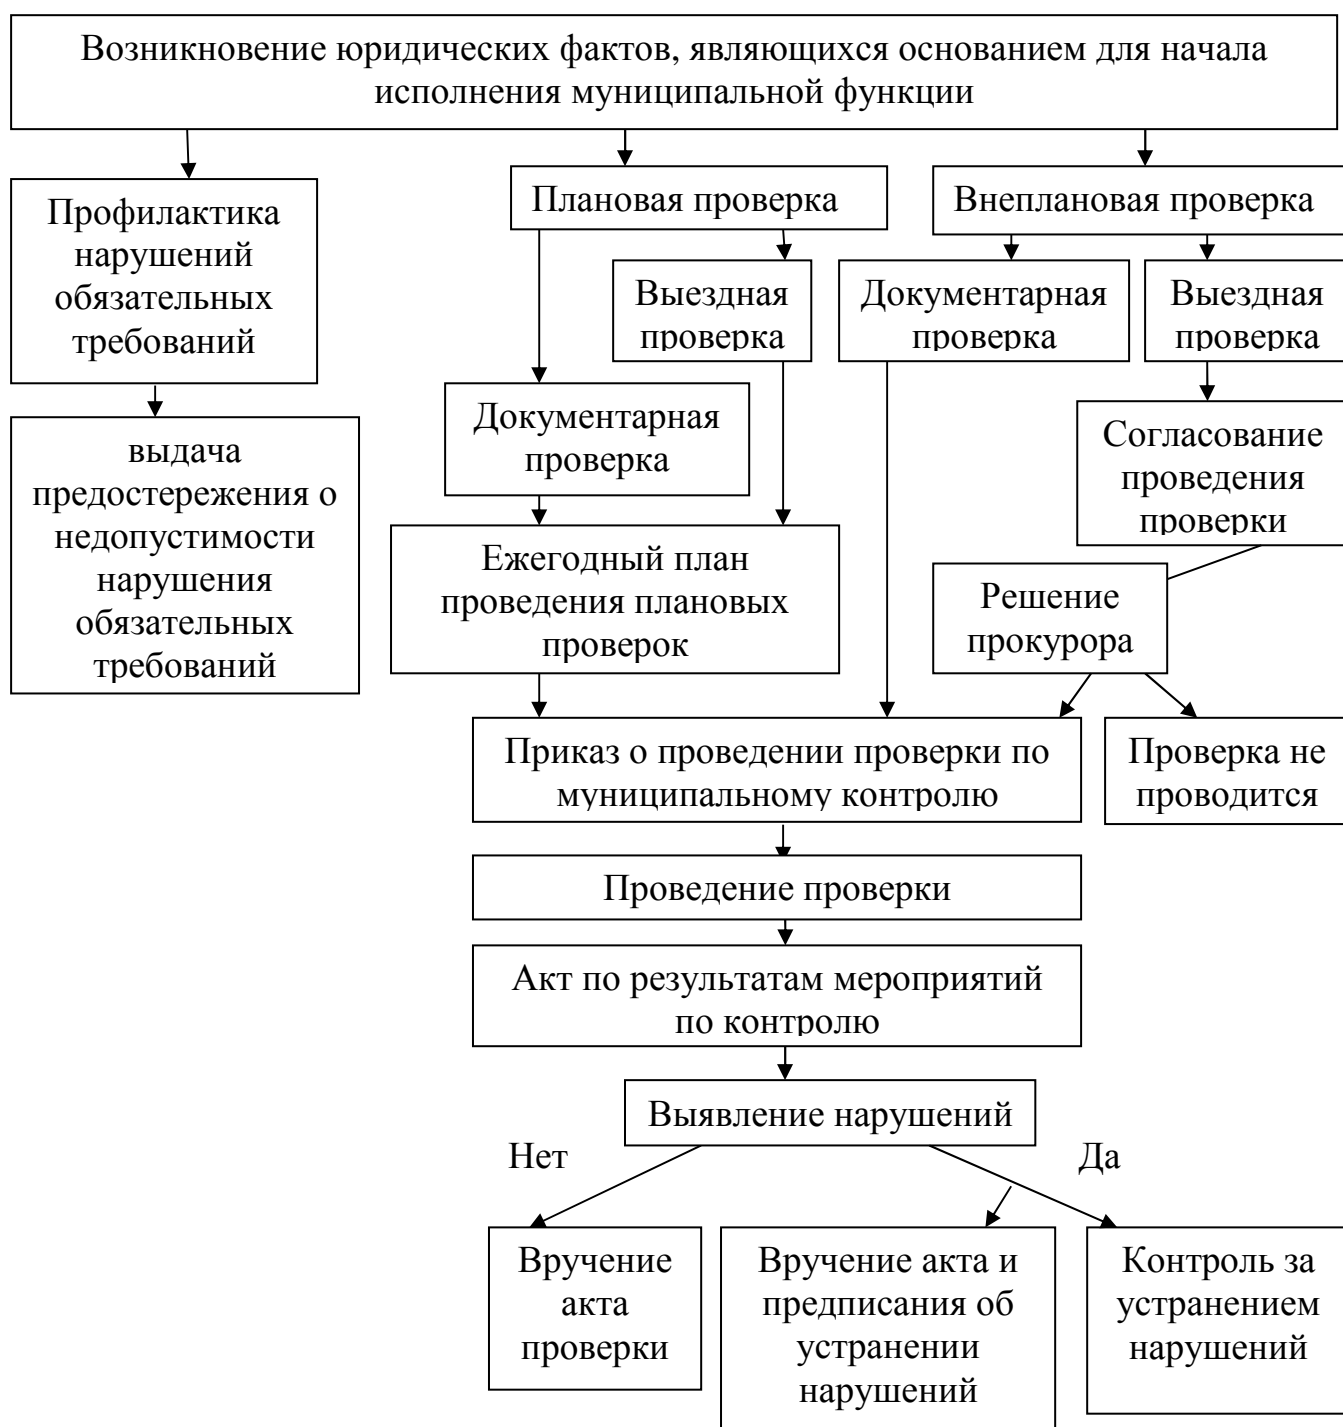 Возникновение юридических фактов, являющихся основанием для начала
исполнения муниципальной функции
Профилактика
нарушений
обязательных
требований
Плановая проверка
Внеплановая проверка
Выездная
проверка
Документарная
проверка
Выездная
проверка
Документарная
проверка
Согласование
проведения
проверки
выдача
предостережения о
недопустимости
нарушения
обязательных
требований
Ежегодный план
проведения плановых
проверок
Решение
прокурора
Приказ о проведении проверки по
муниципальному контролю
Проверка не
проводится
Проведение проверки
Акт по результатам мероприятий
по контролю
Выявление нарушений
Нет
Да
Вручение
акта
проверки
Вручение акта и
предписания об
устранении
нарушений
Контроль за
устранением
нарушений